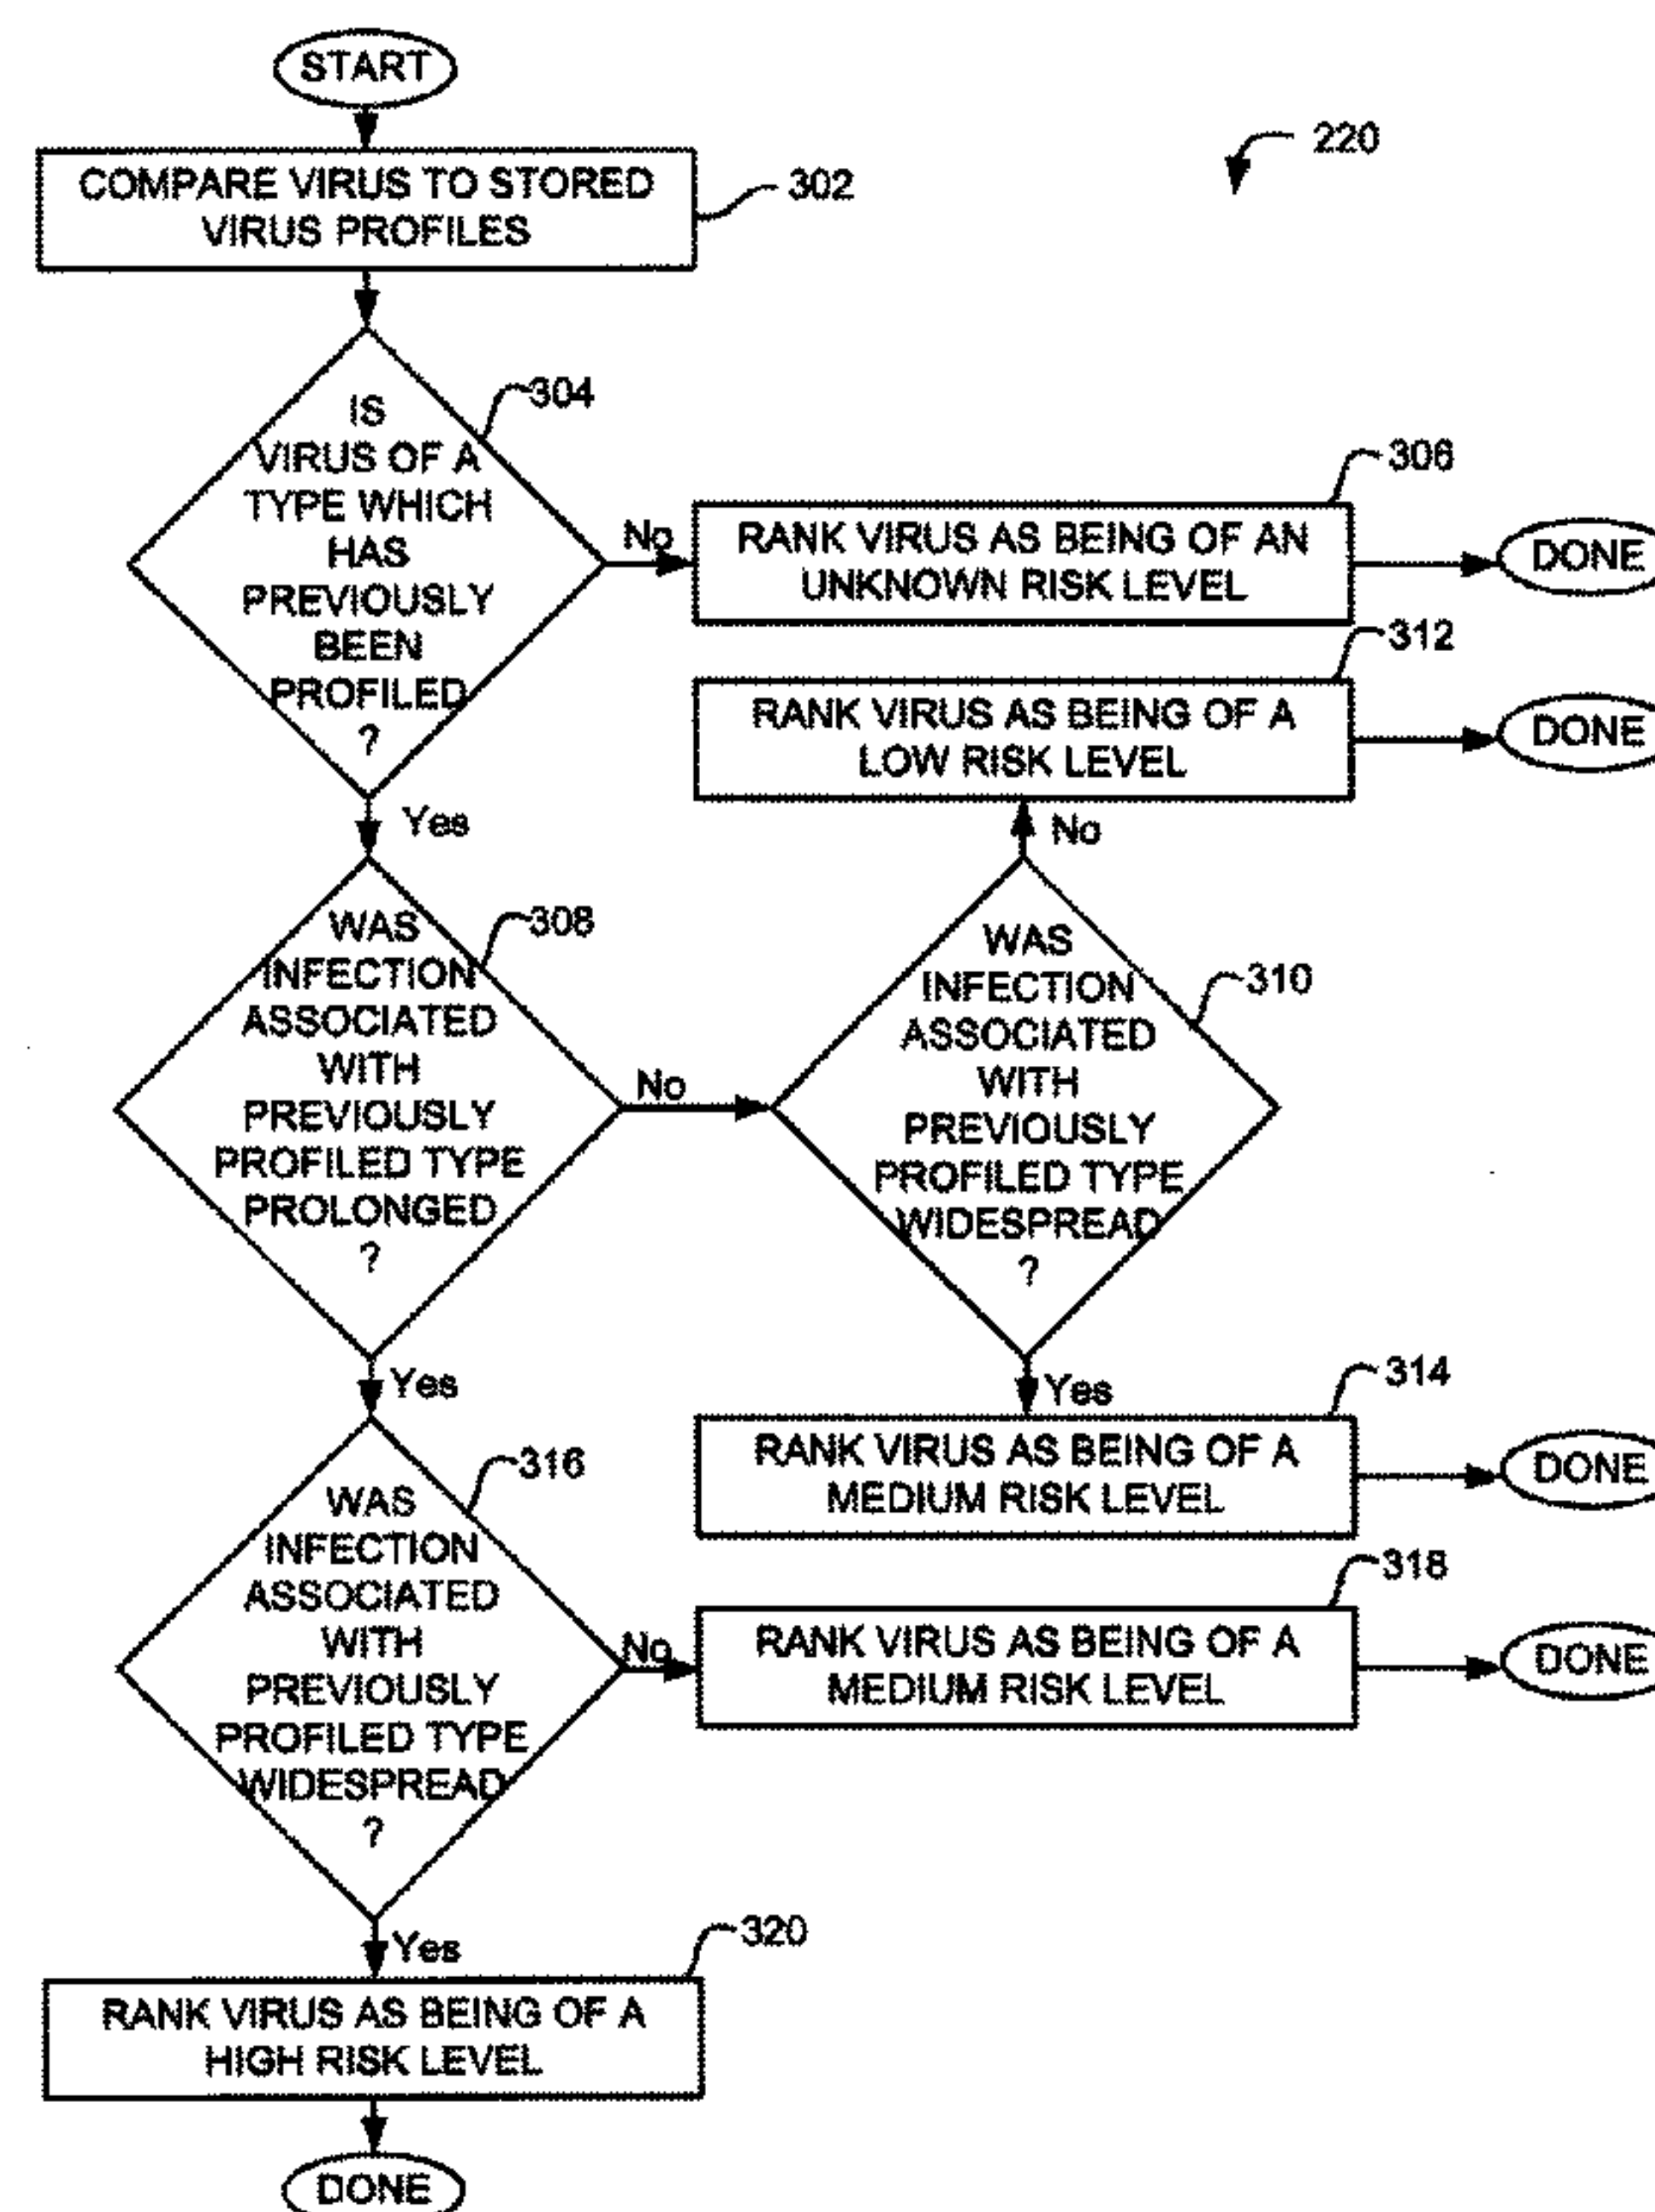 START
220
COMPARE VIRUS TO STORED
VIRUS PROFILES
302
IS
VIRUS OF A
TYPE WHICH
HAS
PREVIOUSLY
BEEN
PROFILED
?
304
No
RANK VIRUS AS BEING OF AN
UNKNOWN RISK LEVEL
306
DONE
Yes
RANK VIRUS AS BEING OF A
LOW RISK LEVEL
312
DONE
No
WAS
INFECTION
ASSOCIATED
WITH
PREVIOUSLY
PROFILED TYPE
PROLONGED
?
308
No
WAS
INFECTION
ASSOCIATED
WITH
PREVIOUSLY
PROFILED TYPE
WIDESPREAD
?
310
Yes
Yes
RANK VIRUS AS BEING OF A
MEDIUM RISK LEVEL
314
DONE
WAS
INFECTION
ASSOCIATED
WITH
PREVIOUSLY
PROFILED TYPE
WIDESPREAD
?
316
No
RANK VIRUS AS BEING OF A
MEDIUM RISK LEVEL
318
DONE
Yes
RANK VIRUS AS BEING OF A
HIGH RISK LEVEL
320
DONE